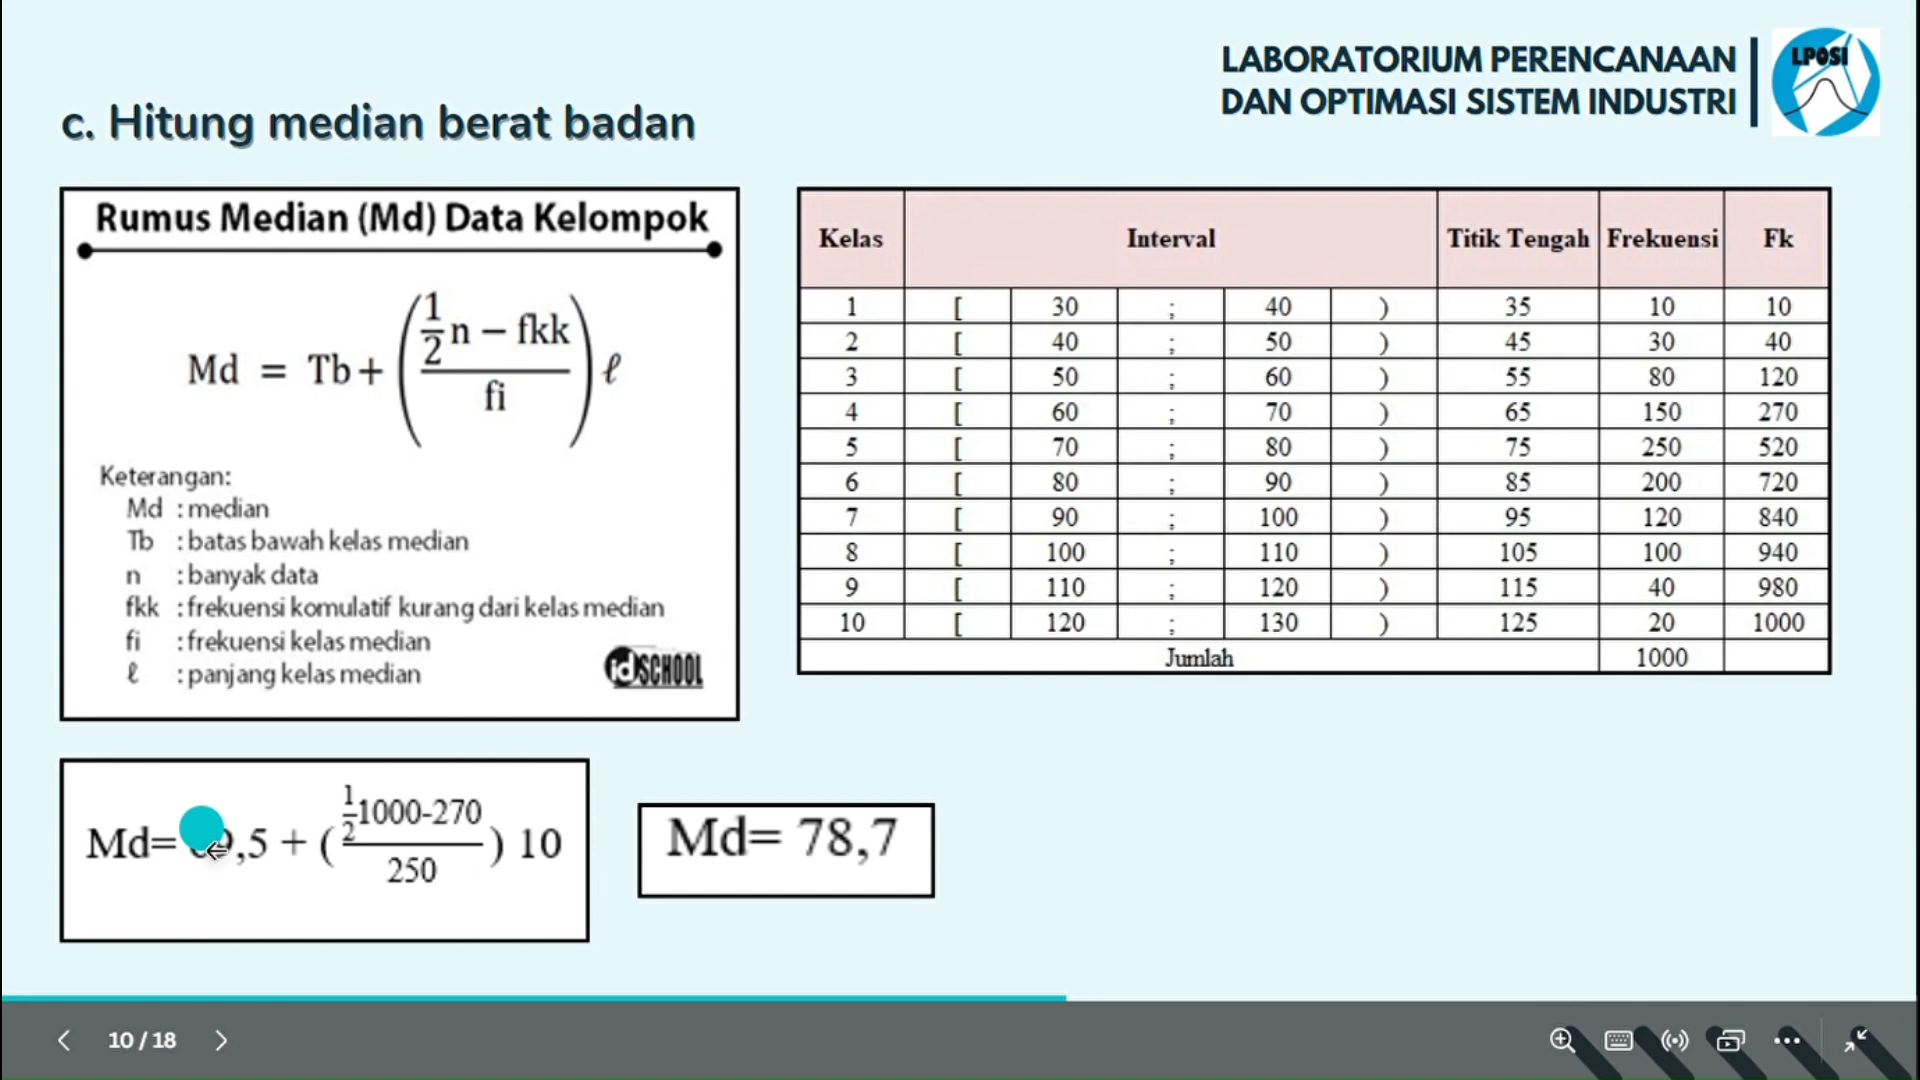 LABORATORIUM PERENCANAAN
DAN OPTIMASI SISTEM INDUSTRI
LPOSI
c. Hitung median berat badan
Rumus Median (Md) Data Kelompok
Md = Tb + ( (1/2 n − fkk) / fi ) ℓ
Keterangan:
Md : median
Tb : batas bawah kelas median
n : banyak data
fkk : frekuensi komulatif kurang dari kelas median
fi : frekuensi kelas median
ℓ : panjang kelas median
idSCHOOL
Kelas Interval Titik Tengah Frekuensi Fk
1 [ 30 ; 40 ) 35 10 10
2 [ 40 ; 50 ) 45 30 40
3 [ 50 ; 60 ) 55 80 120
4 [ 60 ; 70 ) 65 150 270
5 [ 70 ; 80 ) 75 250 520
6 [ 80 ; 90 ) 85 200 720
7 [ 90 ; 100 ) 95 120 840
8 [ 100 ; 110 ) 105 100 940
9 [ 110 ; 120 ) 115 40 980
10 [ 120 ; 130 ) 125 20 1000
Jumlah 1000
Md= ,5 + ( (1/2 1000-270) / 250 ) 10
Md= 78,7
10 / 18